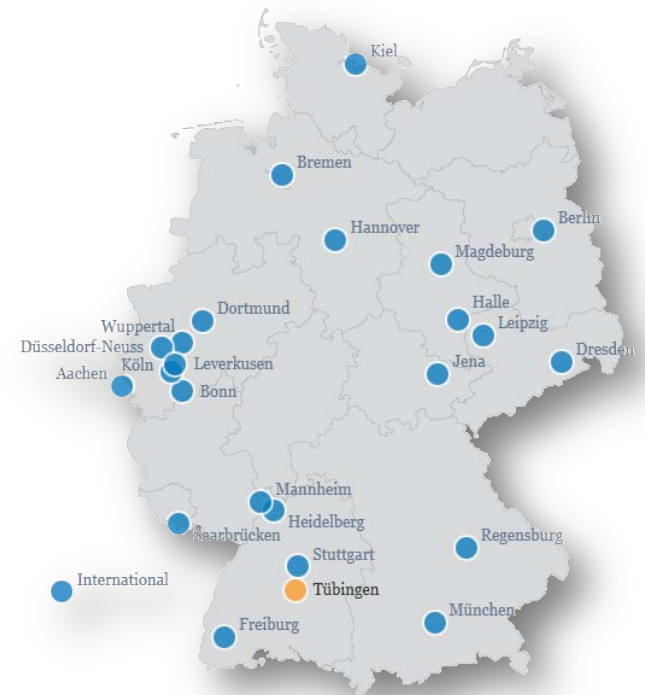 Kiel
Bremen
Berlin
Hannover
Magdeburg
Dortmund
Halle
Wuppertal
Leipzig
Düsseldorf-Neuss
Dresden
Köln
Leverkusen
Aachen
Jena
Bonn
Mannheim
Heidelberg
Saarbrücken
Regensburg
Stuttgart
International
Tübingen
München
Freiburg